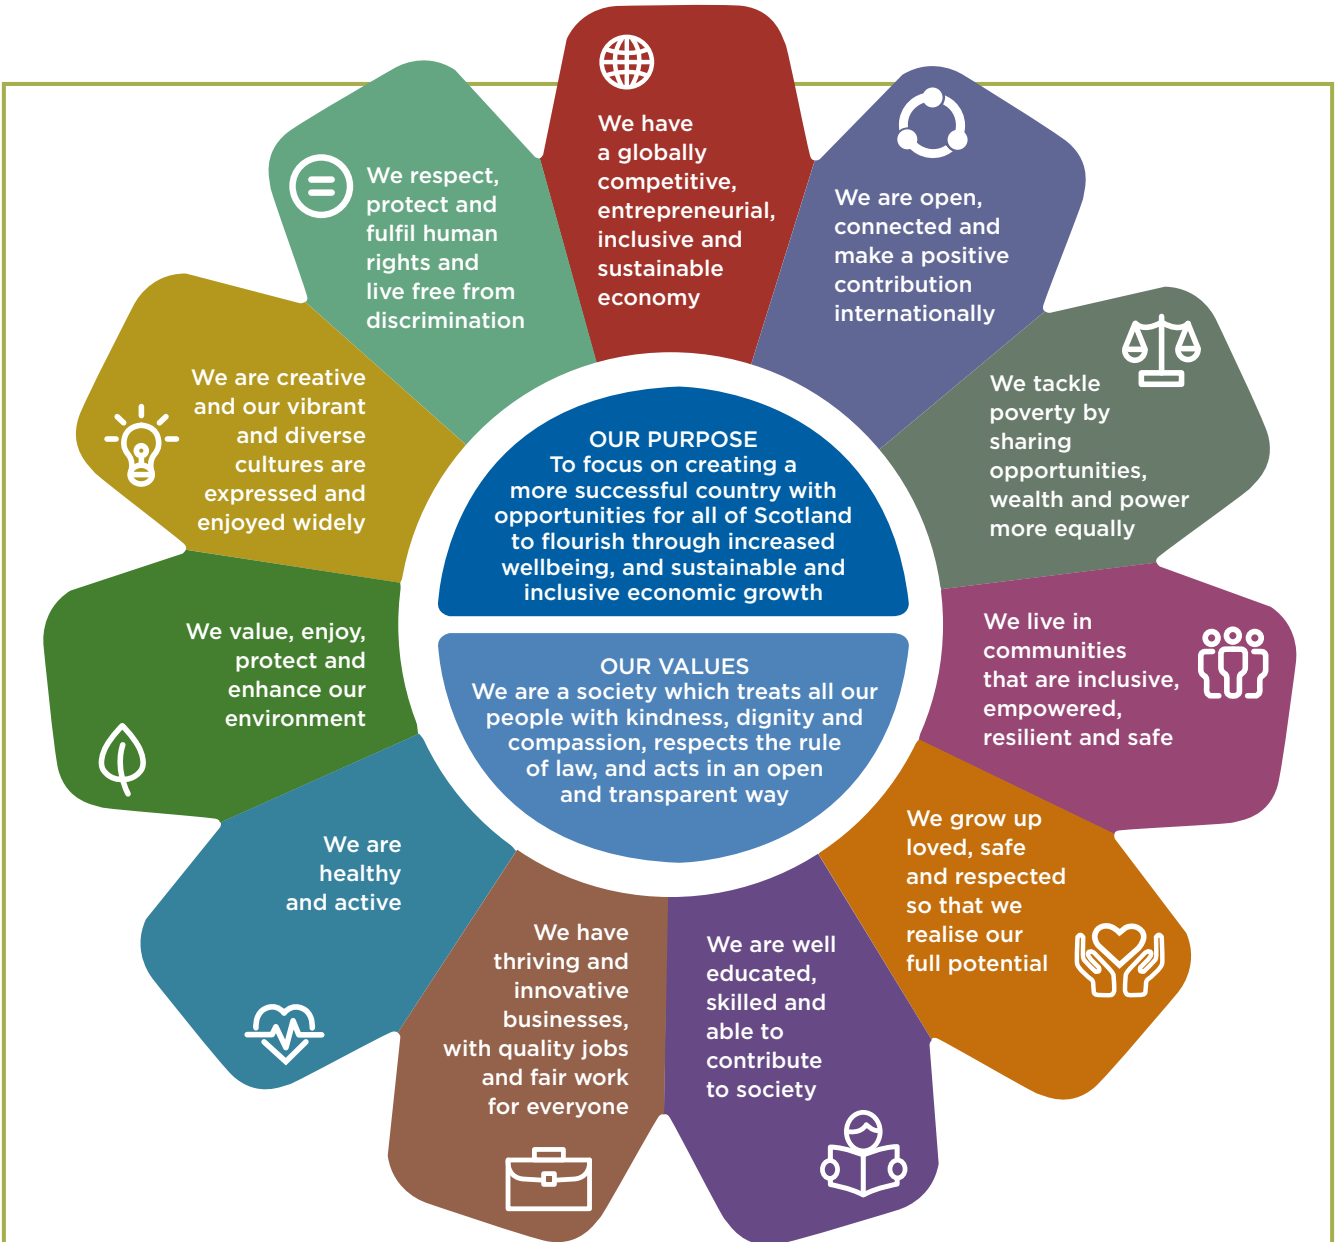 We have
a globally
competitive,
entrepreneurial,
inclusive and
sustainable
economy
We are open,
connected and
make a positive
contribution
internationally
We tackle
poverty by
sharing
opportunities,
wealth and power
more equally
We live in
communities
that are inclusive,
empowered,
resilient and safe
We grow up
loved, safe
and respected
so that we
realise our
full potential
We are well
educated,
skilled and
able to
contribute
to society
We have
thriving and
innovative
businesses,
with quality jobs
and fair work
for everyone
We are
healthy
and active
We value, enjoy,
protect and
enhance our
environment
We are creative
and our vibrant
and diverse
cultures are
expressed and
enjoyed widely
We respect,
protect and
fulfil human
rights and
live free from
discrimination
OUR PURPOSE
To focus on creating a
more successful country with
opportunities for all of Scotland
to flourish through increased
wellbeing, and sustainable and
inclusive economic growth
OUR VALUES
We are a society which treats all our
people with kindness, dignity and
compassion, respects the rule
of law, and acts in an open
and transparent way